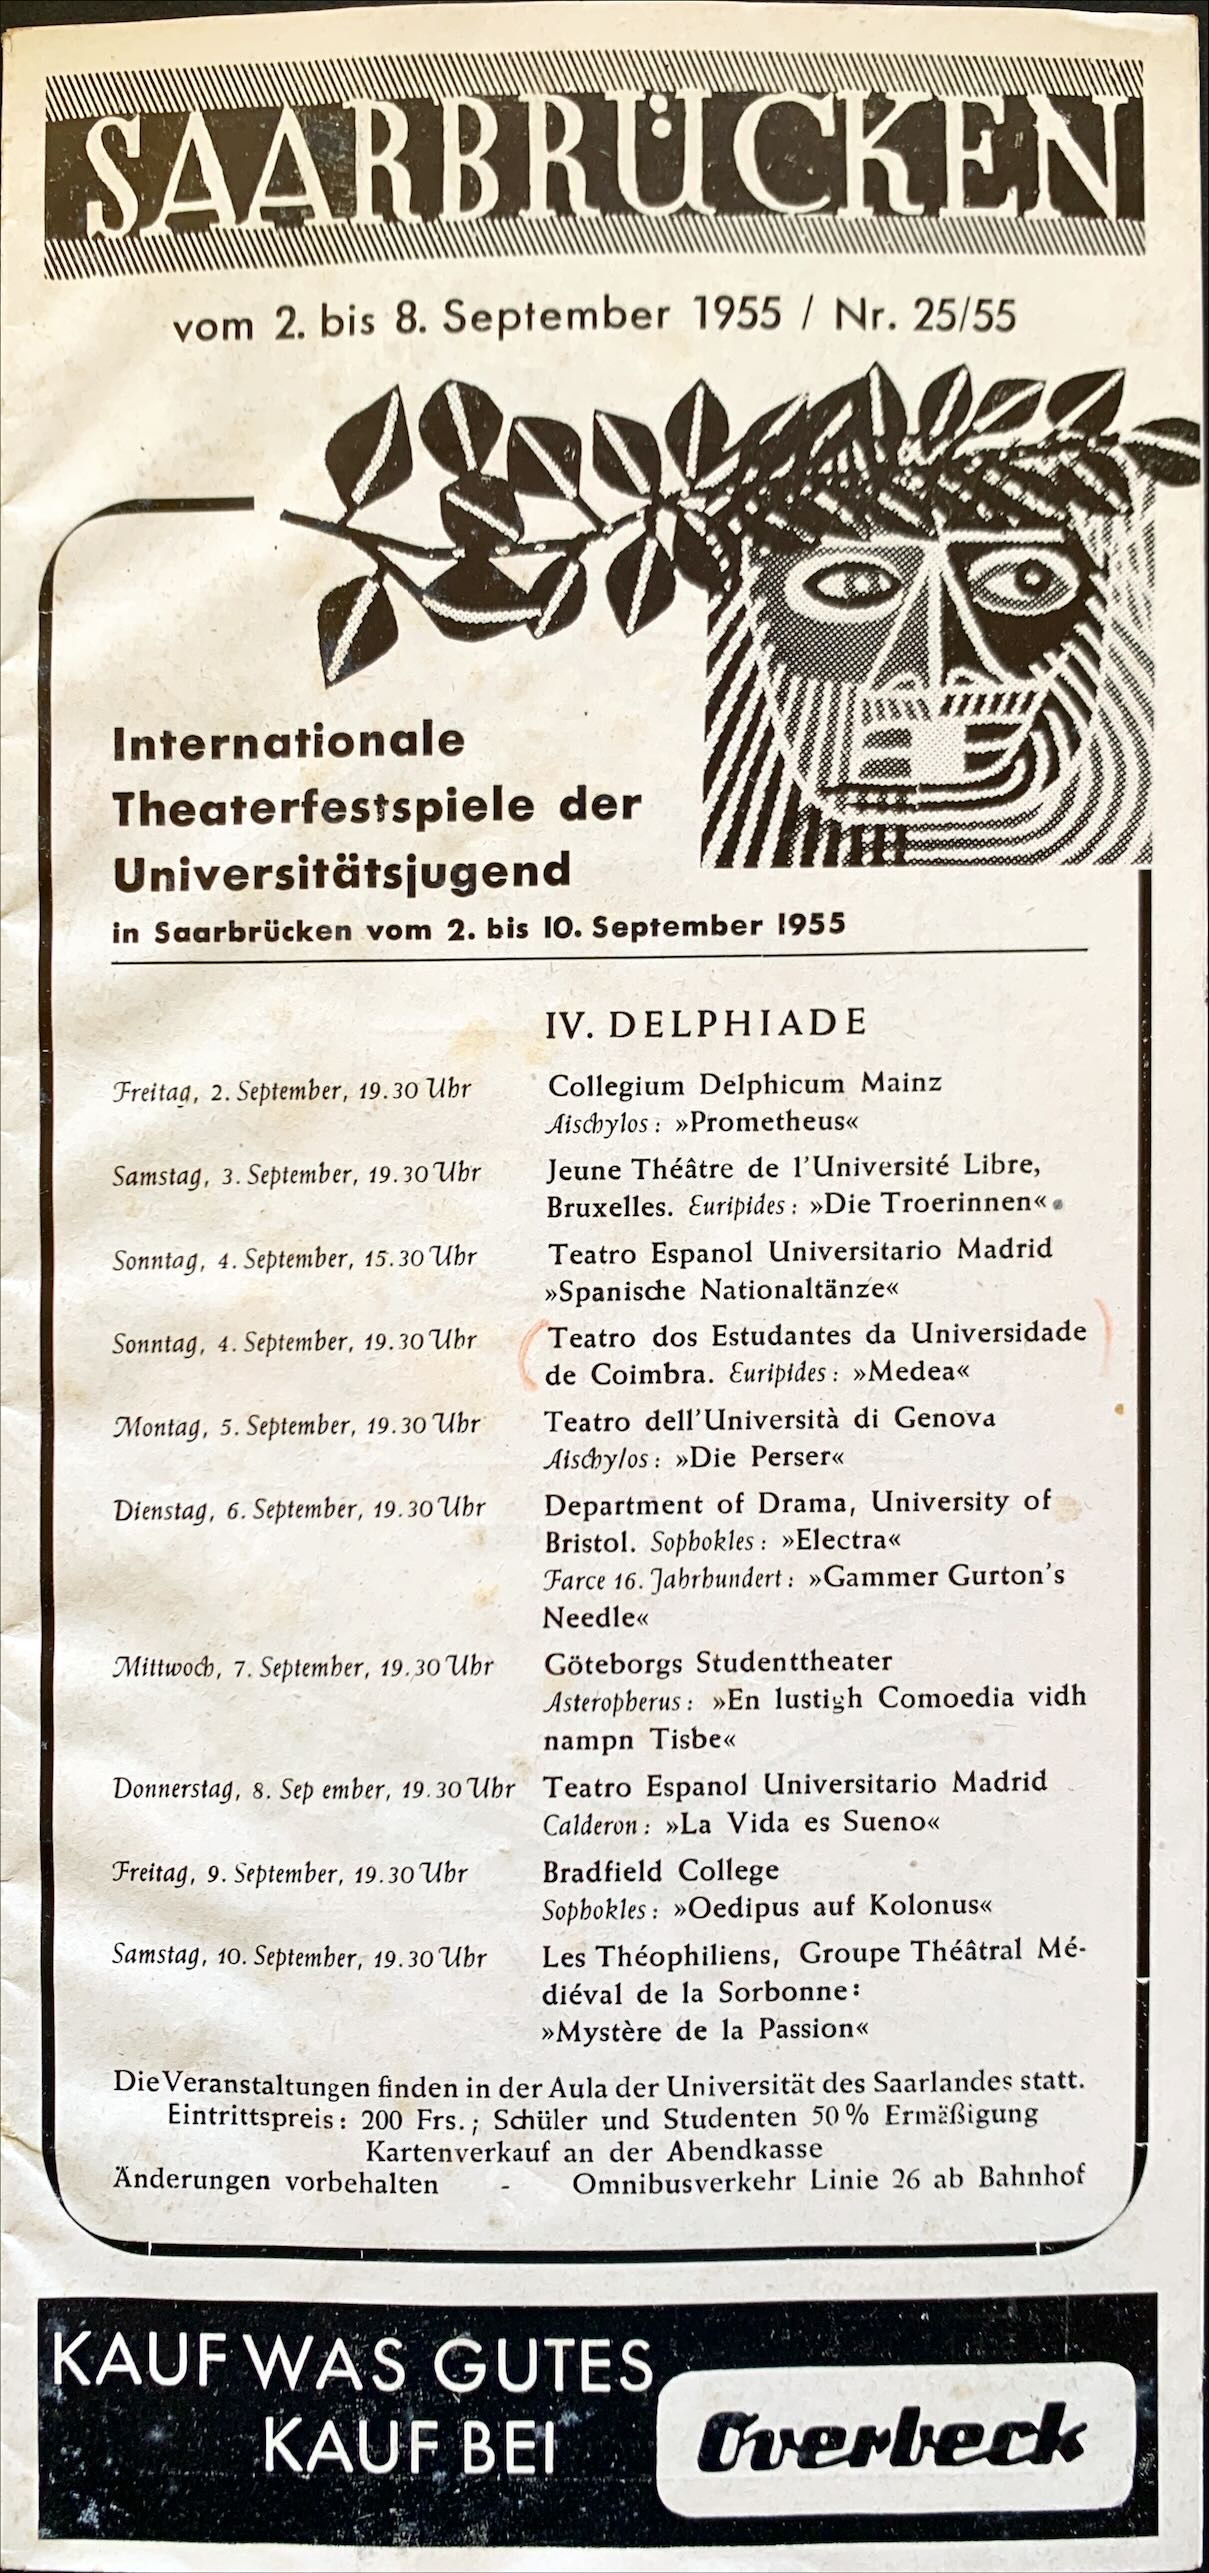 SAARBRÜCKEN
vom 2. bis 8. September 1955 / Nr. 25/55
Internationale
Theaterfestspiele der
Universitätsjugend
in Saarbrücken vom 2. bis 10. September 1955
IV. DELPHIADE
Freitag, 2. September, 19.30 Uhr Collegium Delphicum Mainz
Aischylos: »Prometheus«
Samstag, 3. September, 19.30 Uhr Jeune Théâtre de l'Université Libre,
Bruxelles. Euripides: »Die Troerinnen«
Sonntag, 4. September, 15.30 Uhr Teatro Espanol Universitario Madrid
»Spanische Nationaltänze«
Sonntag, 4. September, 19.30 Uhr Teatro dos Estudantes da Universidade
de Coimbra. Euripides: »Medea«
Montag, 5. September, 19.30 Uhr Teatro dell'Università di Genova
Aischylos: »Die Perser«
Dienstag, 6. September, 19.30 Uhr Department of Drama, University of
Bristol. Sophokles: »Electra«
Farce 16. Jahrhundert: »Gammer Gurton's
Needle«
Mittwoch, 7. September, 19.30 Uhr Göteborgs Studenttheater
Asteropherus: »En lustigh Comoedia vidh
nampn Tisbe«
Donnerstag, 8. Sep ember, 19.30 Uhr Teatro Espanol Universitario Madrid
Calderon: »La Vida es Sueno«
Freitag, 9. September, 19.30 Uhr Bradfield College
Sophokles: »Oedipus auf Kolonus«
Samstag, 10. September, 19.30 Uhr Les Théophiliens, Groupe Théâtral Mé-
diéval de la Sorbonne:
»Mystère de la Passion«
Die Veranstaltungen finden in der Aula der Universität des Saarlandes statt.
Eintrittspreis: 200 Frs.; Schüler und Studenten 50% Ermäßigung
Kartenverkauf an der Abendkasse
Änderungen vorbehalten - Omnibusverkehr Linie 26 ab Bahnhof
KAUF WAS GUTES
KAUF BEI
Overbeck